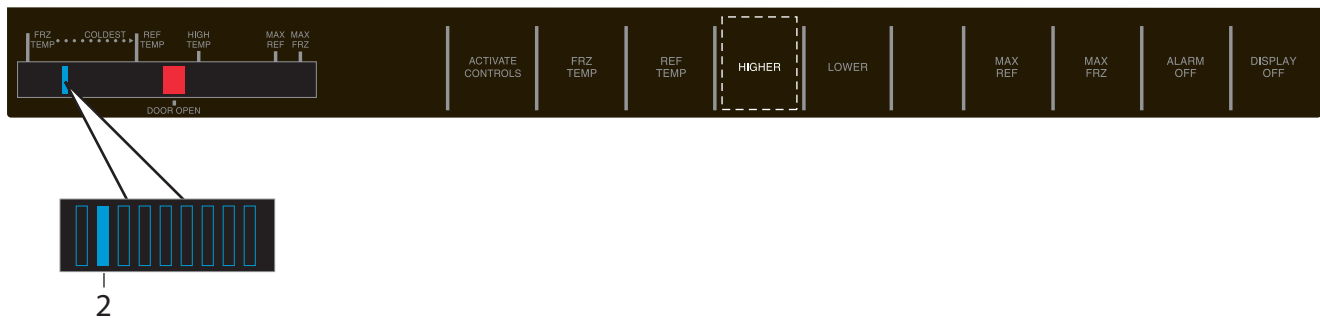 FRZ
TEMP
COLDEST
REF
TEMP
HIGH
TEMP
MAX
REF
MAX
FRZ
DOOR OPEN
ACTIVATE
CONTROLS
FRZ
TEMP
REF
TEMP
HIGHER
LOWER
MAX
REF
MAX
FRZ
ALARM
OFF
DISPLAY
OFF
2